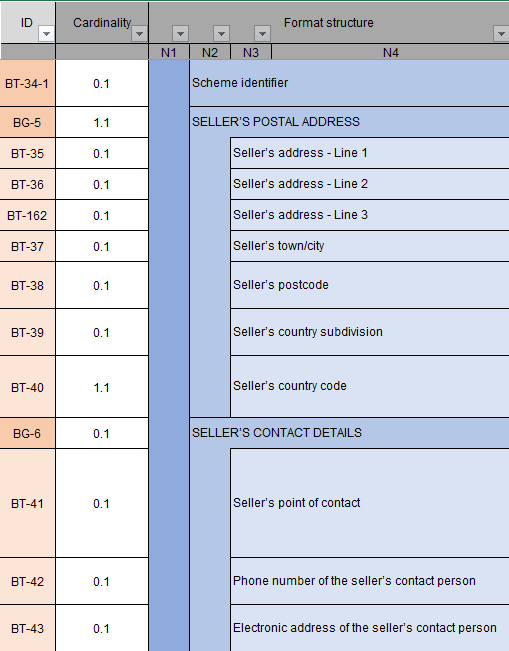 ID Cardinality Format structure
N1 N2 N3 N4
BT-34-1 0.1 Scheme identifier
BG-5 1.1 SELLER'S POSTAL ADDRESS
BT-35 0.1 Seller's address - Line 1
BT-36 0.1 Seller's address - Line 2
BT-162 0.1 Seller's address - Line 3
BT-37 0.1 Seller's town/city
BT-38 0.1 Seller's postcode
BT-39 0.1 Seller's country subdivision
BT-40 1.1 Seller's country code
BG-6 0.1 SELLER'S CONTACT DETAILS
BT-41 0.1 Seller's point of contact
BT-42 0.1 Phone number of the seller's contact person
BT-43 0.1 Electronic address of the seller's contact person